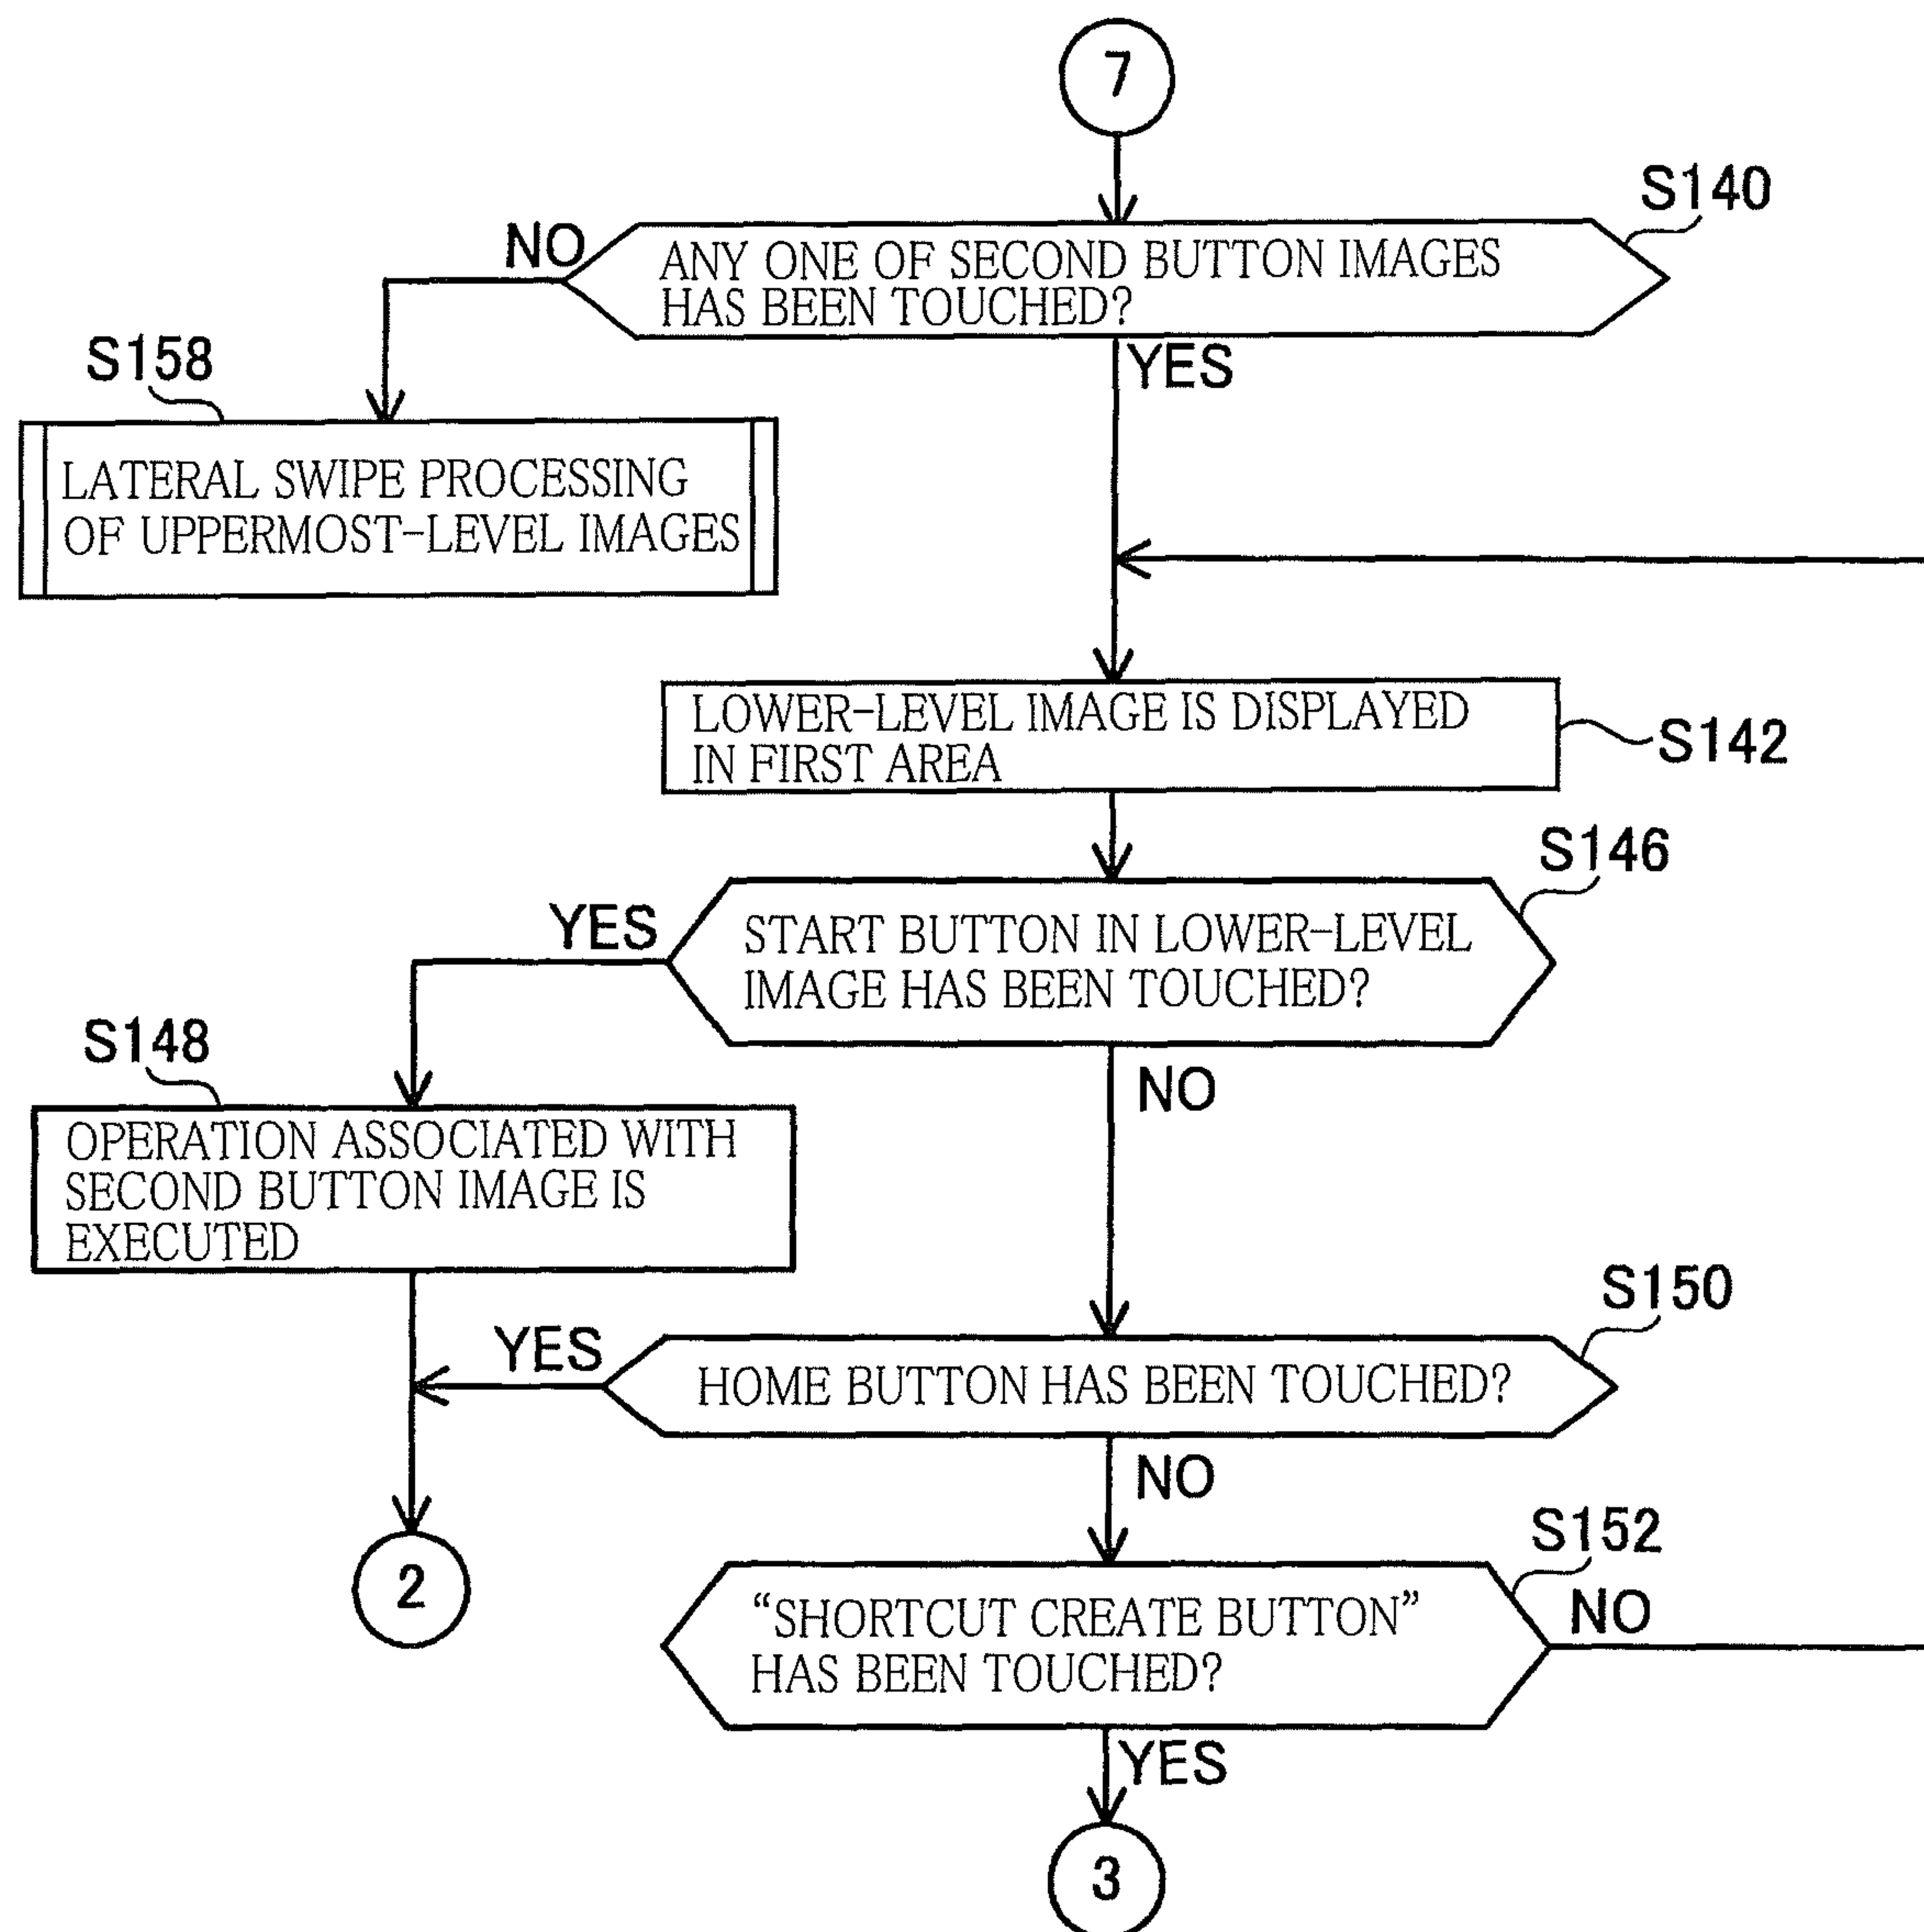 7
S140
NO
ANY ONE OF SECOND BUTTON IMAGES
HAS BEEN TOUCHED?
YES
S158
LATERAL SWIPE PROCESSING
OF UPPERMOST-LEVEL IMAGES
LOWER-LEVEL IMAGE IS DISPLAYED
IN FIRST AREA
S142
S146
YES
START BUTTON IN LOWER-LEVEL
IMAGE HAS BEEN TOUCHED?
NO
S148
OPERATION ASSOCIATED WITH
SECOND BUTTON IMAGE IS
EXECUTED
S150
YES
HOME BUTTON HAS BEEN TOUCHED?
NO
2
S152
“SHORTCUT CREATE BUTTON”
HAS BEEN TOUCHED?
NO
YES
3